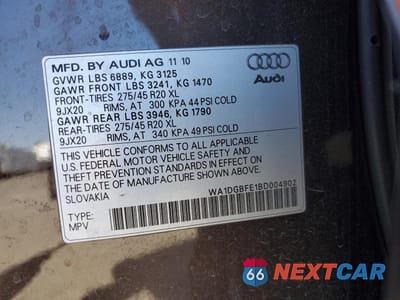 MFD. BY AUDI AG 11 10
GVWR LBS 6889, KG 3125
GAWR FRONT LBS 3241, KG 1470
FRONT-TIRES 275/45 R20 XL
9JX20 RIMS, AT 300 KPA 44 PSI COLD
GAWR REAR LBS 3946, KG 1790
REAR-TIRES 275/45 R20 XL
9JX20 RIMS, AT 340 KPA 49 PSI COLD
THIS VEHICLE CONFORMS TO ALL APPLICABLE
U.S. FEDERAL MOTOR VEHICLE SAFETY AND
THEFT PREVENTION STANDARDS IN EFFECT
ON THE DATE OF MANUFACTURE SHOWN ABOVE.
SLOVAKIA
WA1DGBFE1BD004902
TYPE:
MPV
Audi
66 NEXTCAR